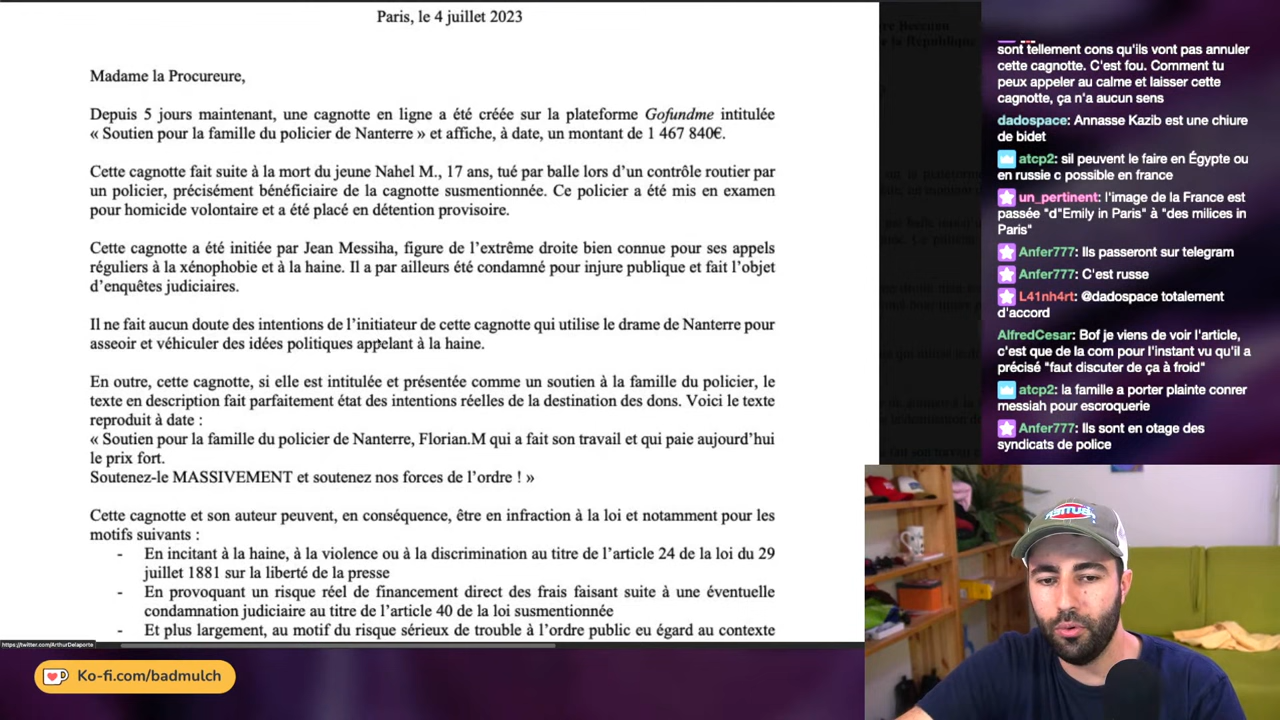 Paris, le 4 juillet 2023
Madame la Procureure,
Depuis 5 jours maintenant, une cagnotte en ligne a été créée sur la plateforme Gofundme intitulée
« Soutien pour la famille du policier de Nanterre » et affiche, à date, un montant de 1 467 840€.
Cette cagnotte fait suite à la mort du jeune Nahel M., 17 ans, tué par balle lors d'un contrôle routier par
un policier, précisément bénéficiaire de la cagnotte susmentionnée. Ce policier a été mis en examen
pour homicide volontaire et a été placé en détention provisoire.
Cette cagnotte a été initiée par Jean Messiha, figure de l'extrême droite bien connue pour ses appels
réguliers à la xénophobie et à la haine. Il a par ailleurs été condamné pour injure publique et fait l'objet
d'enquêtes judiciaires.
Il ne fait aucun doute des intentions de l'initiateur de cette cagnotte qui utilise le drame de Nanterre pour
asseoir et véhiculer des idées politiques appelant à la haine.
En outre, cette cagnotte, si elle est intitulée et présentée comme un soutien à la famille du policier, le
texte en description fait parfaitement état des intentions réelles de la destination des dons. Voici le texte
reproduit à date :
« Soutien pour la famille du policier de Nanterre, Florian.M qui a fait son travail et qui paie aujourd'hui
le prix fort.
Soutenez-le MASSIVEMENT et soutenez nos forces de l'ordre ! »
Cette cagnotte et son auteur peuvent, en conséquence, être en infraction à la loi et notamment pour les
motifs suivants :
- En incitant à la haine, à la violence ou à la discrimination au titre de l'article 24 de la loi du 29
juillet 1881 sur la liberté de la presse
- En provoquant un risque réel de financement direct des frais faisant suite à une éventuelle
condamnation judiciaire au titre de l'article 40 de la loi susmentionnée
- Et plus largement, au motif du risque sérieux de trouble à l'ordre public eu égard au contexte
https://twitter.com/ArthurDelaporte
Ko-fi.com/badmulch
sont tellement cons qu'ils vont pas annuler
cette cagnotte. C'est fou. Comment tu
peux appeler au calme et laisser cette
cagnotte, ça n'a aucun sens
dadospace: Annasse Kazib est une chiure
de bidet
atcp2: sil peuvent le faire en Égypte ou
en russie c possible en france
un_pertinent: l'image de la France est
passée "d"Emily in Paris" à "des milices in
Paris"
Anfer777: Ils passeront sur telegram
Anfer777: C'est russe
L41nh4rt: @dadospace totalement
d'accord
AlfredCesar: Bof je viens de voir l'article,
c'est que de la com pour l'instant vu qu'il a
précisé "faut discuter de ça à froid"
atcp2: la famille a porter plainte conrer
messiah pour escroquerie
Anfer777: Ils sont en otage des
syndicats de police